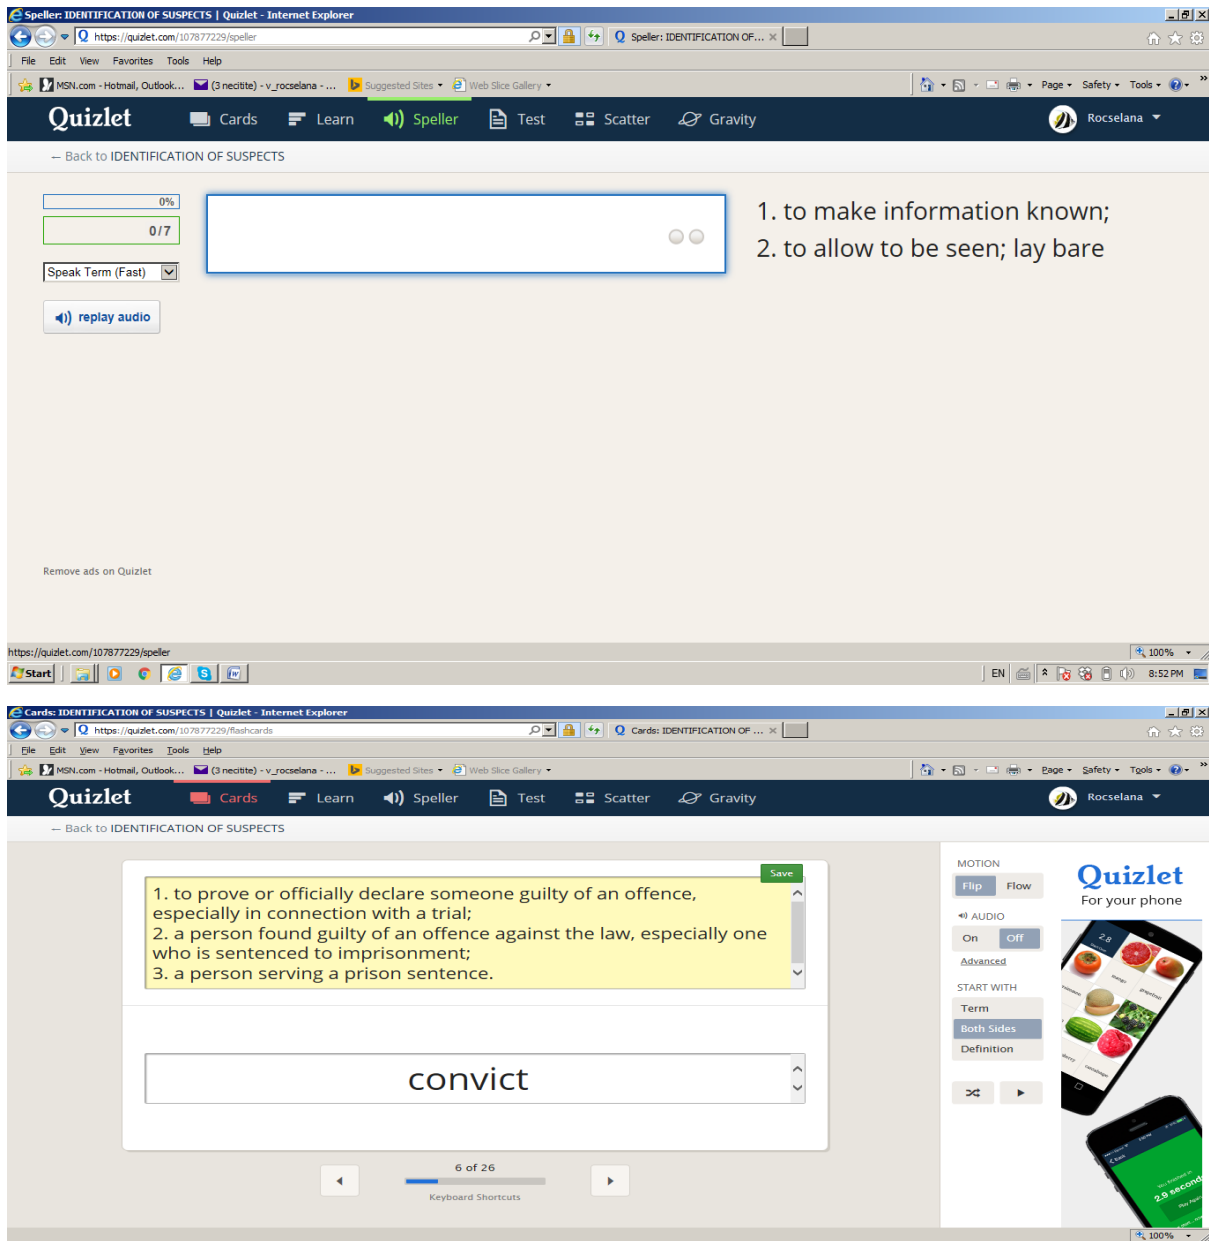 Speller: IDENTIFICATION OF SUSPECTS | Quizlet - Internet Explorer
https://quizlet.com/107877229/speller
Speller: IDENTIFICATION OF... ×
File Edit View Favorites Tools Help
MSN.com - Hotmail, Outlook... (3 necitite) - v_rocselana - ... Suggested Sites Web Slice Gallery
Page Safety Tools
Quizlet Cards Learn Speller Test Scatter Gravity Rocselana
← Back to IDENTIFICATION OF SUSPECTS
0%
0/7
Speak Term (Fast)
replay audio
1. to make information known;
2. to allow to be seen; lay bare
Remove ads on Quizlet
https://quizlet.com/107877229/speller
100%
Start
EN
8:52 PM
Cards: IDENTIFICATION OF SUSPECTS | Quizlet - Internet Explorer
https://quizlet.com/107877229/flashcards
Cards: IDENTIFICATION OF ... ×
File Edit View Favorites Tools Help
MSN.com - Hotmail, Outlook... (3 necitite) - v_rocselana - ... Suggested Sites Web Slice Gallery
Page Safety Tools
Quizlet Cards Learn Speller Test Scatter Gravity Rocselana
← Back to IDENTIFICATION OF SUSPECTS
Save
1. to prove or officially declare someone guilty of an offence,
especially in connection with a trial;
2. a person found guilty of an offence against the law, especially one
who is sentenced to imprisonment;
3. a person serving a prison sentence.
convict
6 of 26
Keyboard Shortcuts
MOTION
Flip Flow
AUDIO
On Off
Advanced
START WITH
Term
Both Sides
Definition
Quizlet
For your phone
2.8
mango
grapefruit
2.9 seconds
100%